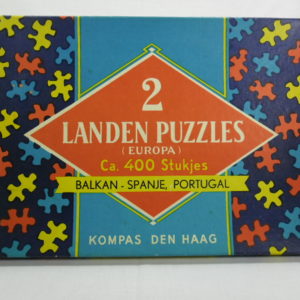 2
LANDEN PUZZLES
(EUROPA)
Ca. 400 Stukjes
BALKAN - SPANJE, PORTUGAL
KOMPAS DEN HAAG